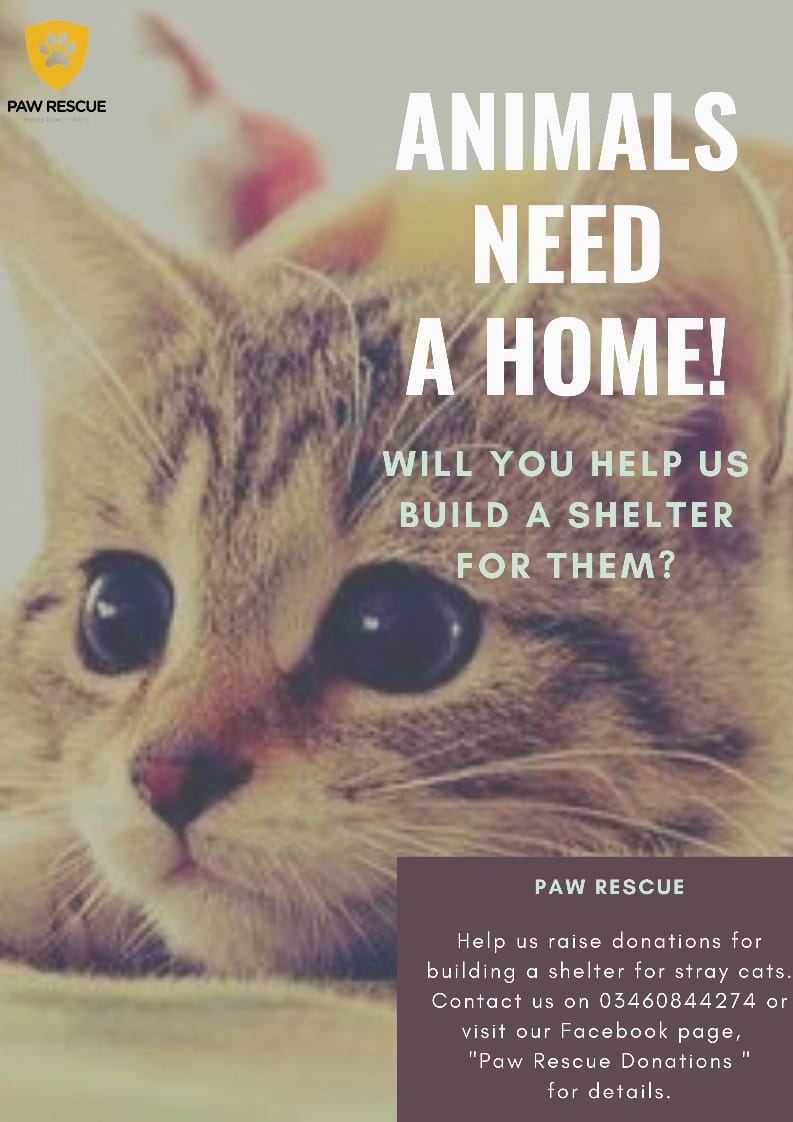 PAW RESCUE
ANIMALS
NEED
A HOME!
WILL YOU HELP US
BUILD A SHELTER
FOR THEM?
PAW RESCUE
Help us raise donations for
building a shelter for stray cats.
Contact us on 03460844274 or
visit our Facebook page,
"Paw Rescue Donations "
for details.